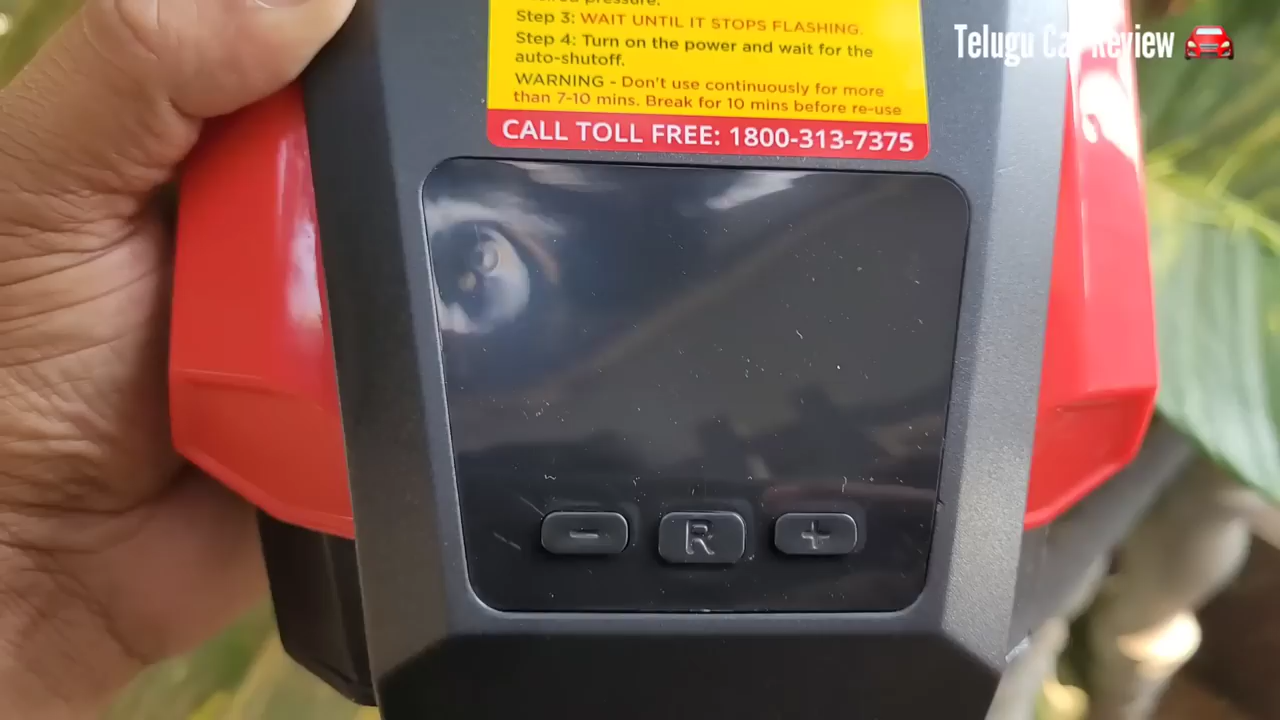 pressure.
Step 3: WAIT UNTIL IT STOPS FLASHING.
Step 4: Turn on the power and wait for the
auto-shutoff.
WARNING - Don't use continuously for more
than 7-10 mins. Break for 10 mins before re-use
CALL TOLL FREE: 1800-313-7375
Telugu Car Review
- R +